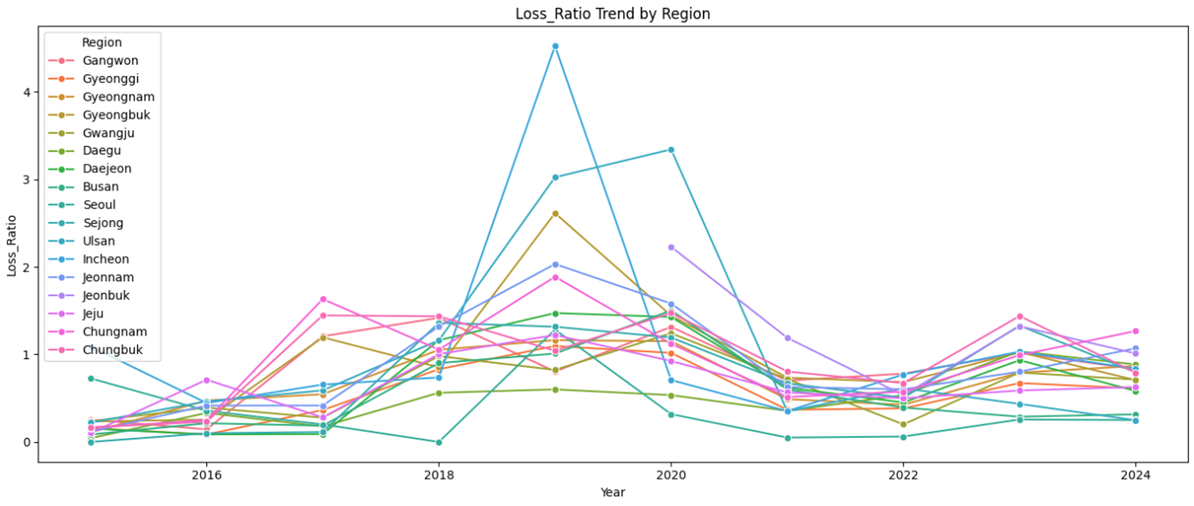 Loss_Ratio Trend by Region
Region
Gangwon
Gyeonggi
Gyeongnam
Gyeongbuk
Gwangju
Daegu
Daejeon
Busan
Seoul
Sejong
Ulsan
Incheon
Jeonnam
Jeonbuk
Jeju
Chungnam
Chungbuk
Loss_Ratio
4
3
2
1
0
2016 2018 2020 2022 2024
Year